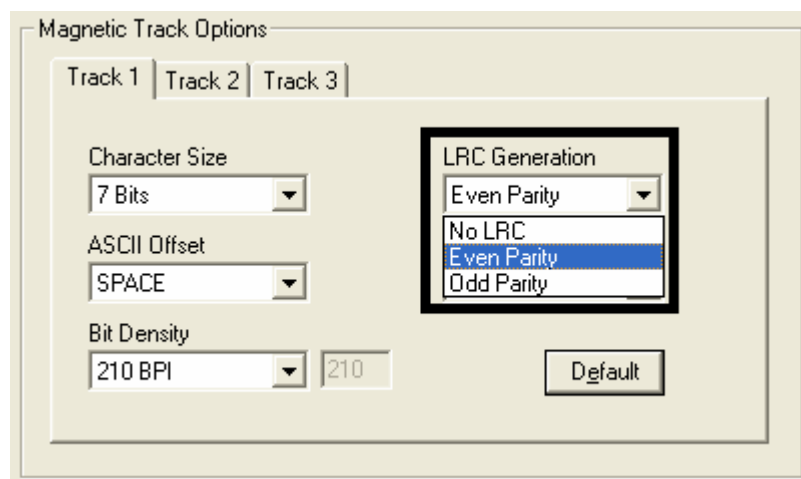 Magnetic Track Options
Track 1 Track 2 Track 3
Character Size
7 Bits
ASCII Offset
SPACE
Bit Density
210 BPI 210
LRC Generation
Even Parity
No LRC
Even Parity
Odd Parity
Default